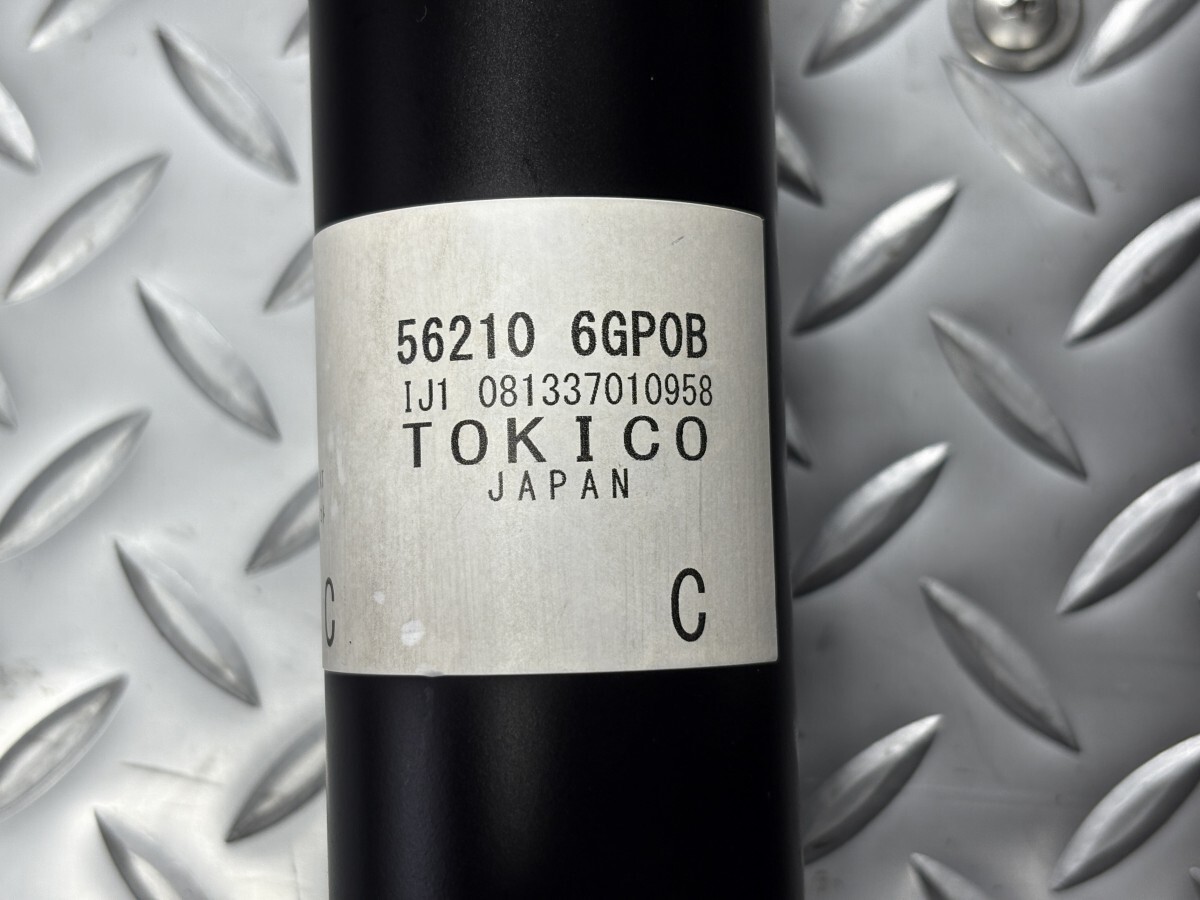 56210 6GP0B
IJ1 081337010958
TOKICO
JAPAN
C C